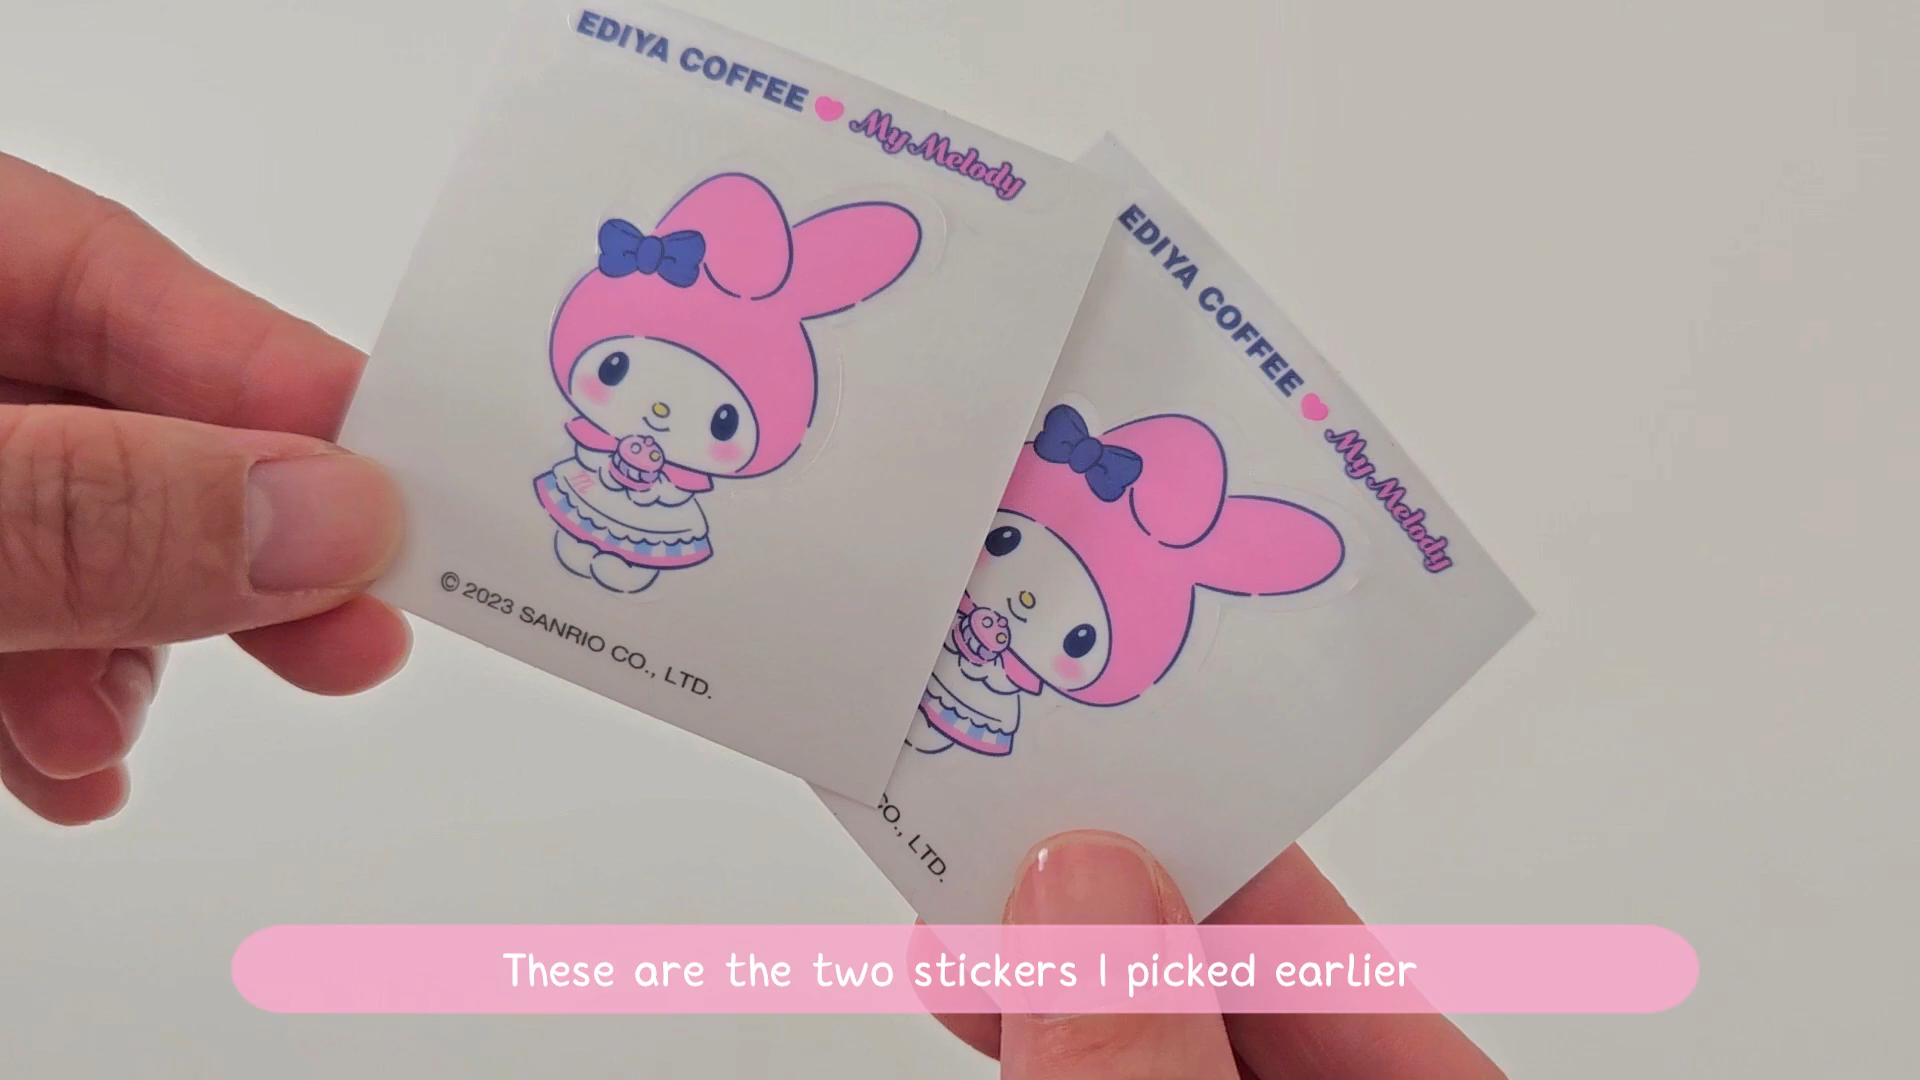 EDIYA COFFEE My Melody
© 2023 SANRIO CO., LTD.
EDIYA COFFEE My Melody
CO., LTD.
These are the two stickers I picked earlier